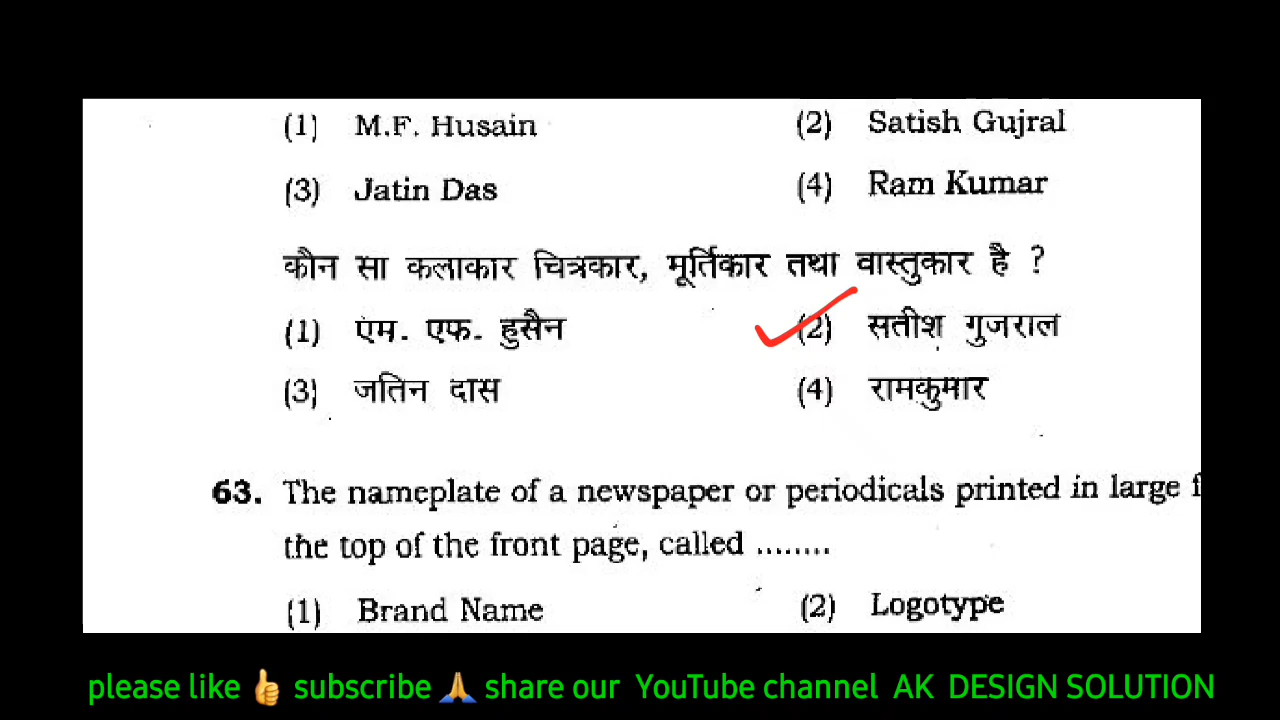 (1) M.F. Husain (2) Satish Gujral
(3) Jatin Das (4) Ram Kumar
कौन सा कलाकार चित्रकार, मूर्तिकार तथा वास्तुकार है ?
(1) एम. एफ. हुसैन (2) सतीश गुजराल
(3) जतिन दास (4) रामकुमार
63. The nameplate of a newspaper or periodicals printed in large
the top of the front page, called ........
(1) Brand Name (2) Logotype
please like 👍 subscribe 🙏 share our YouTube channel AK DESIGN SOLUTION